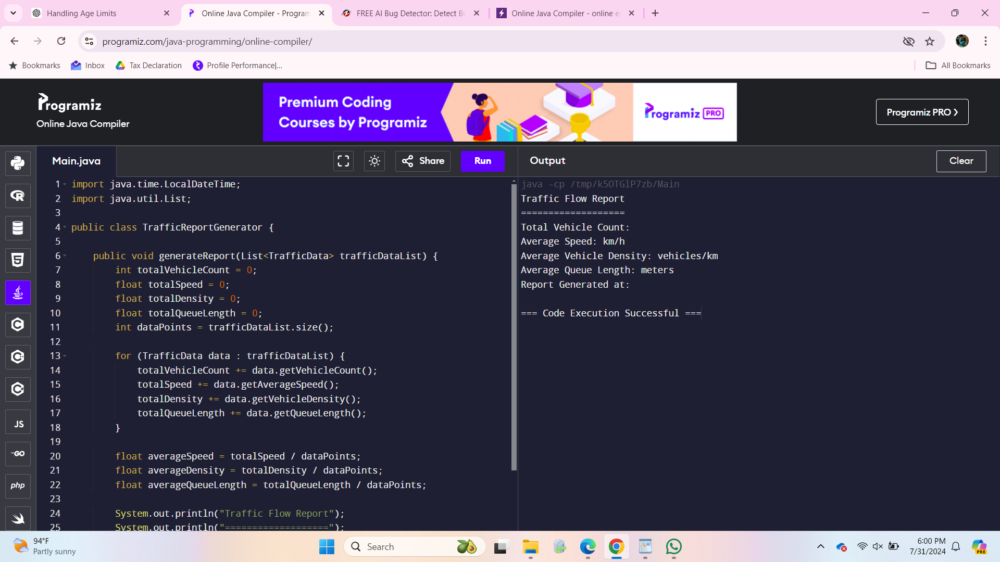 Handling Age Limits
Online Java Compiler - Program
FREE AI Bug Detector: Detect Bu
Online Java Compiler - online e
programiz.com/java-programming/online-compiler/
Bookmarks
Inbox
Tax Declaration
Profile Performance|...
All Bookmarks
Programiz
Online Java Compiler
Premium Coding
Courses by Programiz
Programiz PRO
Programiz PRO ›
Main.java
Share
Run
Output
Clear
1 import java.time.LocalDateTime;
2 import java.util.List;
3
4 public class TrafficReportGenerator {
5
6 public void generateReport(List<TrafficData> trafficDataList) {
7 int totalVehicleCount = 0;
8 float totalSpeed = 0;
9 float totalDensity = 0;
10 float totalQueueLength = 0;
11 int dataPoints = trafficDataList.size();
12
13 for (TrafficData data : trafficDataList) {
14 totalVehicleCount += data.getVehicleCount();
15 totalSpeed += data.getAverageSpeed();
16 totalDensity += data.getVehicleDensity();
17 totalQueueLength += data.getQueueLength();
18 }
19
20 float averageSpeed = totalSpeed / dataPoints;
21 float averageDensity = totalDensity / dataPoints;
22 float averageQueueLength = totalQueueLength / dataPoints;
23
24 System.out.println("Traffic Flow Report");
25 System.out.println("===================");
java -cp /tmp/k5OTGlP7zb/Main
Traffic Flow Report
===================
Total Vehicle Count:
Average Speed: km/h
Average Vehicle Density: vehicles/km
Average Queue Length: meters
Report Generated at:
=== Code Execution Successful ===
JS
GO
php
94°F
Partly sunny
Search
6:00 PM
7/31/2024
PRE